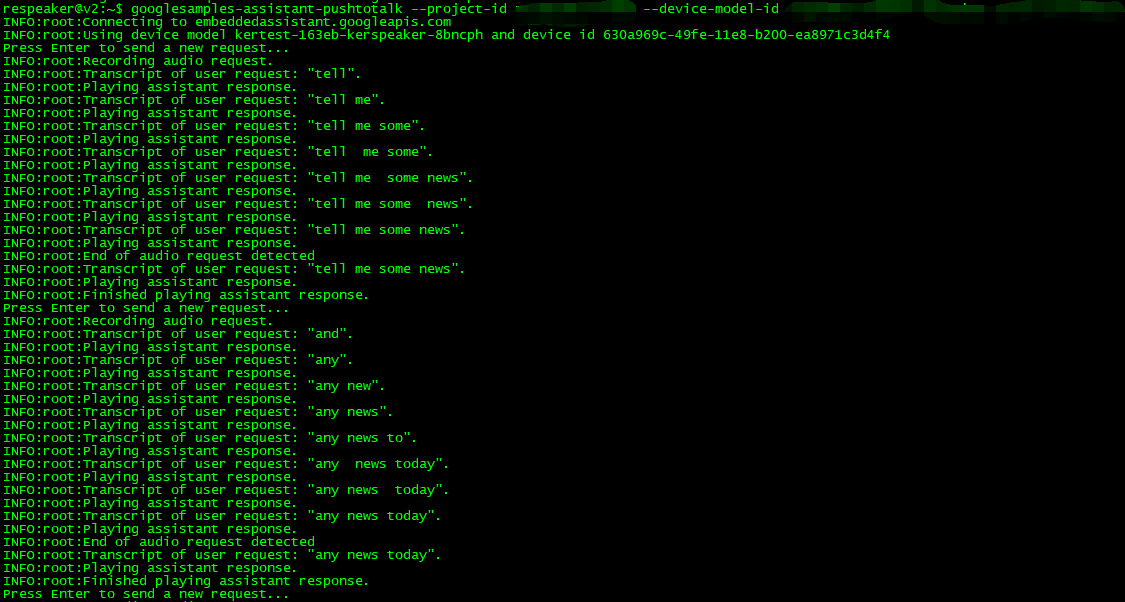 respeaker@v2:~$ googlesamples-assistant-pushtotalk --project-id --device-model-id
INFO:root:Connecting to embeddedassistant.googleapis.com
INFO:root:Using device model kertest-163eb-kerspeaker-8bncph and device id 630a969c-49fe-11e8-b200-ea8971c3d4f4
Press Enter to send a new request...
INFO:root:Recording audio request.
INFO:root:Transcript of user request: "tell".
INFO:root:Playing assistant response.
INFO:root:Transcript of user request: "tell me".
INFO:root:Playing assistant response.
INFO:root:Transcript of user request: "tell me some".
INFO:root:Playing assistant response.
INFO:root:Transcript of user request: "tell  me some".
INFO:root:Playing assistant response.
INFO:root:Transcript of user request: "tell me  some news".
INFO:root:Playing assistant response.
INFO:root:Transcript of user request: "tell me some  news".
INFO:root:Playing assistant response.
INFO:root:Transcript of user request: "tell me some news".
INFO:root:Playing assistant response.
INFO:root:End of audio request detected
INFO:root:Transcript of user request: "tell me some news".
INFO:root:Playing assistant response.
INFO:root:Finished playing assistant response.
Press Enter to send a new request...
INFO:root:Recording audio request.
INFO:root:Transcript of user request: "and".
INFO:root:Playing assistant response.
INFO:root:Transcript of user request: "any".
INFO:root:Playing assistant response.
INFO:root:Transcript of user request: "any new".
INFO:root:Playing assistant response.
INFO:root:Transcript of user request: "any news".
INFO:root:Playing assistant response.
INFO:root:Transcript of user request: "any news to".
INFO:root:Playing assistant response.
INFO:root:Transcript of user request: "any  news today".
INFO:root:Playing assistant response.
INFO:root:Transcript of user request: "any news  today".
INFO:root:Playing assistant response.
INFO:root:Transcript of user request: "any news today".
INFO:root:Playing assistant response.
INFO:root:End of audio request detected
INFO:root:Transcript of user request: "any news today".
INFO:root:Playing assistant response.
INFO:root:Finished playing assistant response.
Press Enter to send a new request...